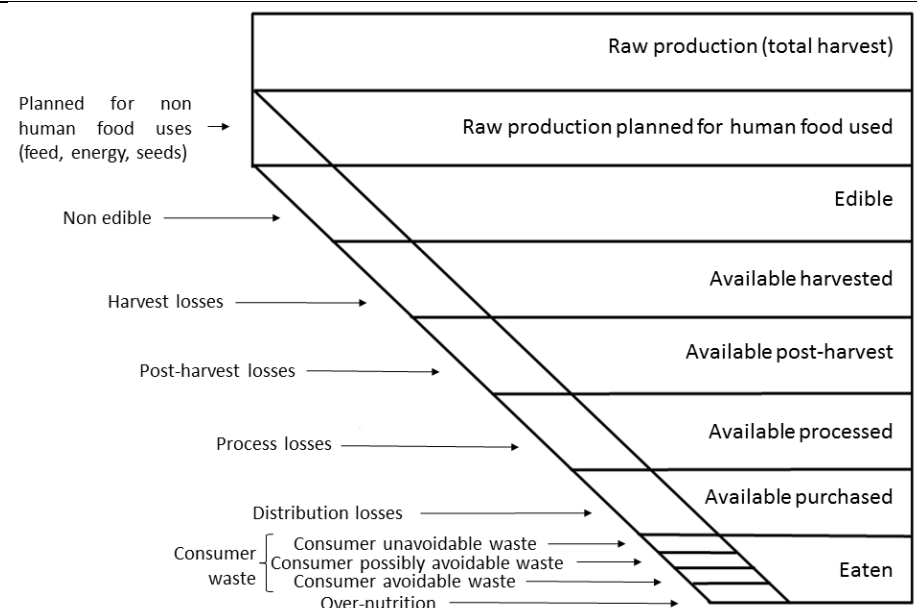 Raw production (total harvest)
Planned for non
human food uses
(feed, energy, seeds)
Raw production planned for human food used
Edible
Non edible
Available harvested
Harvest losses
Available post-harvest
Post-harvest losses
Available processed
Process losses
Available purchased
Distribution losses
Consumer
waste
Consumer unavoidable waste
Consumer possibly avoidable waste
Consumer avoidable waste
Eaten
Over-nutrition